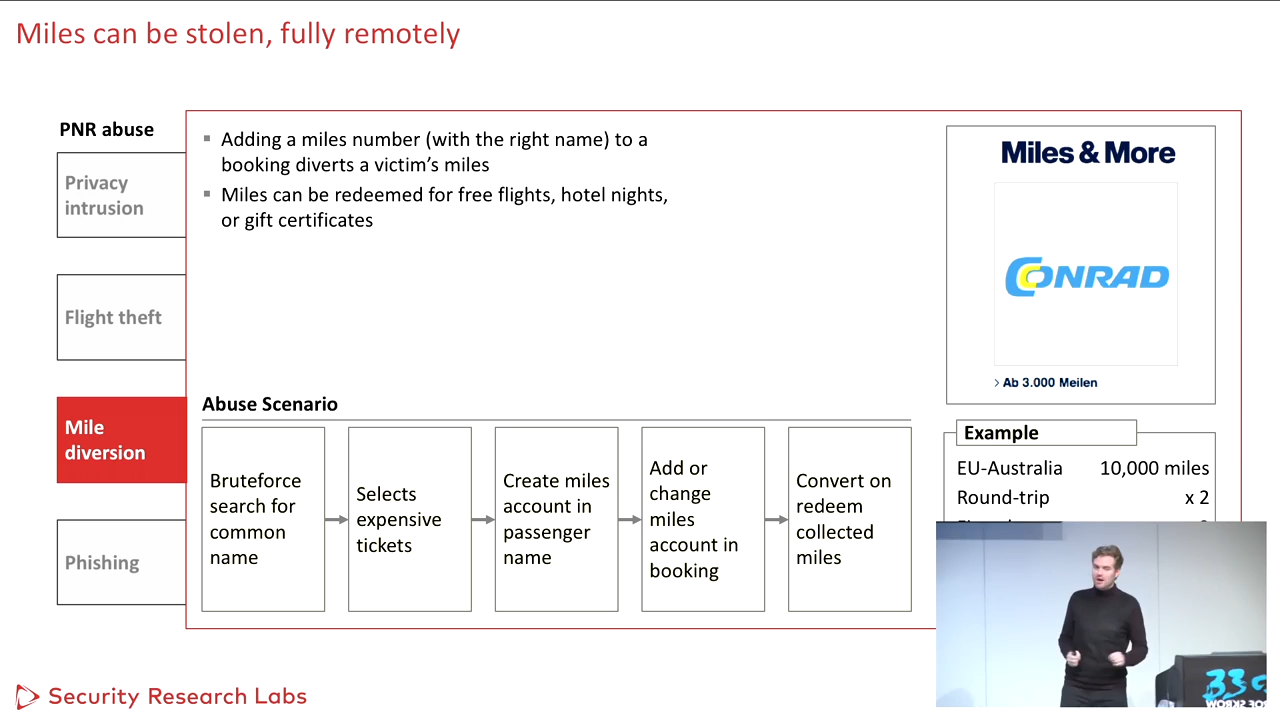 Miles can be stolen, fully remotely
PNR abuse
Privacy
intrusion
Flight theft
Mile
diversion
Phishing
Adding a miles number (with the right name) to a
booking diverts a victim's miles
Miles can be redeemed for free flights, hotel nights,
or gift certificates
Abuse Scenario
Bruteforce
search for
common
name
Selects
expensive
tickets
Create miles
account in
passenger
name
Add or
change
miles
account in
booking
Convert on
redeem
collected
miles
Miles & More
CONRAD
> Ab 3.000 Meilen
Example
EU-Australia 10,000 miles
Round-trip x 2
Security Research Labs